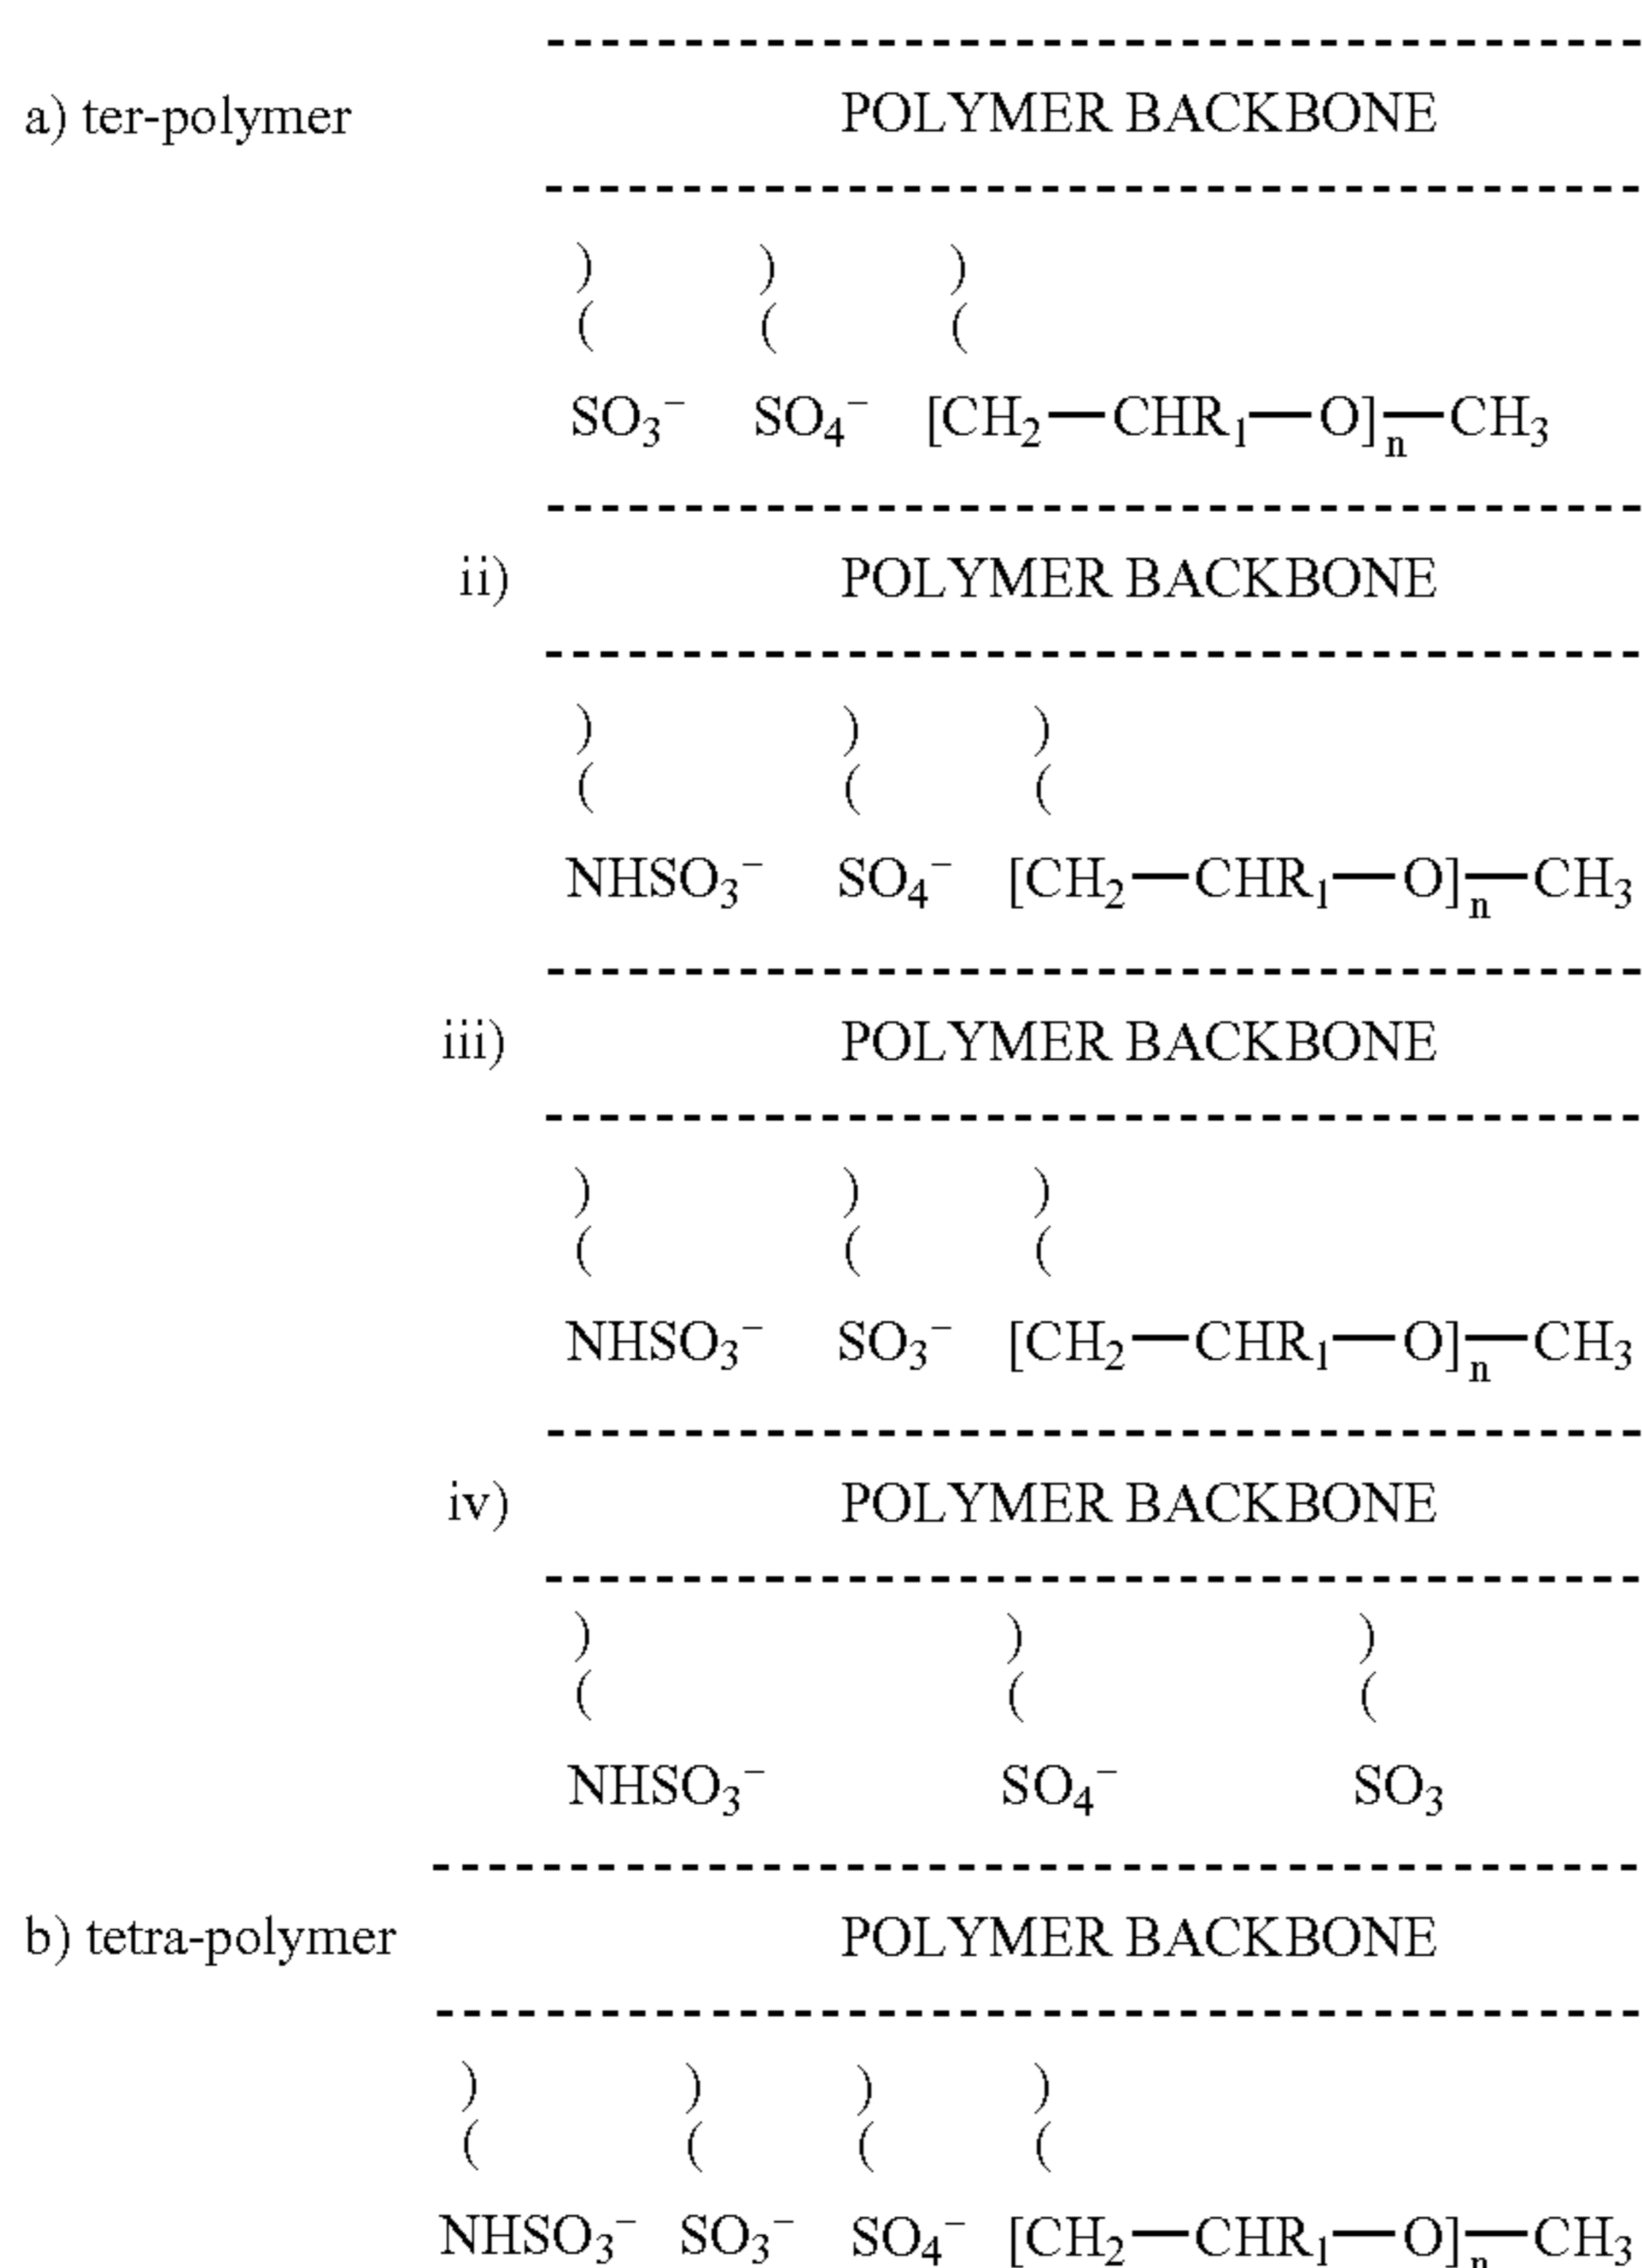 a) ter-polymer POLYMER BACKBONE
) ) )
( ( (
SO₃⁻ SO₄⁻ [CH₂—CHR₁—O]ₙ—CH₃
ii) POLYMER BACKBONE
) ) )
( ( (
NHSO₃⁻ SO₄⁻ [CH₂—CHR₁—O]ₙ—CH₃
iii) POLYMER BACKBONE
) ) )
( ( (
NHSO₃⁻ SO₃⁻ [CH₂—CHR₁—O]ₙ—CH₃
iv) POLYMER BACKBONE
) ) )
( ( (
NHSO₃⁻ SO₄⁻ SO₃
b) tetra-polymer POLYMER BACKBONE
) ) ) )
( ( ( (
NHSO₃⁻ SO₃⁻ SO₄⁻ [CH₂—CHR₁—O]ₙ—CH₃